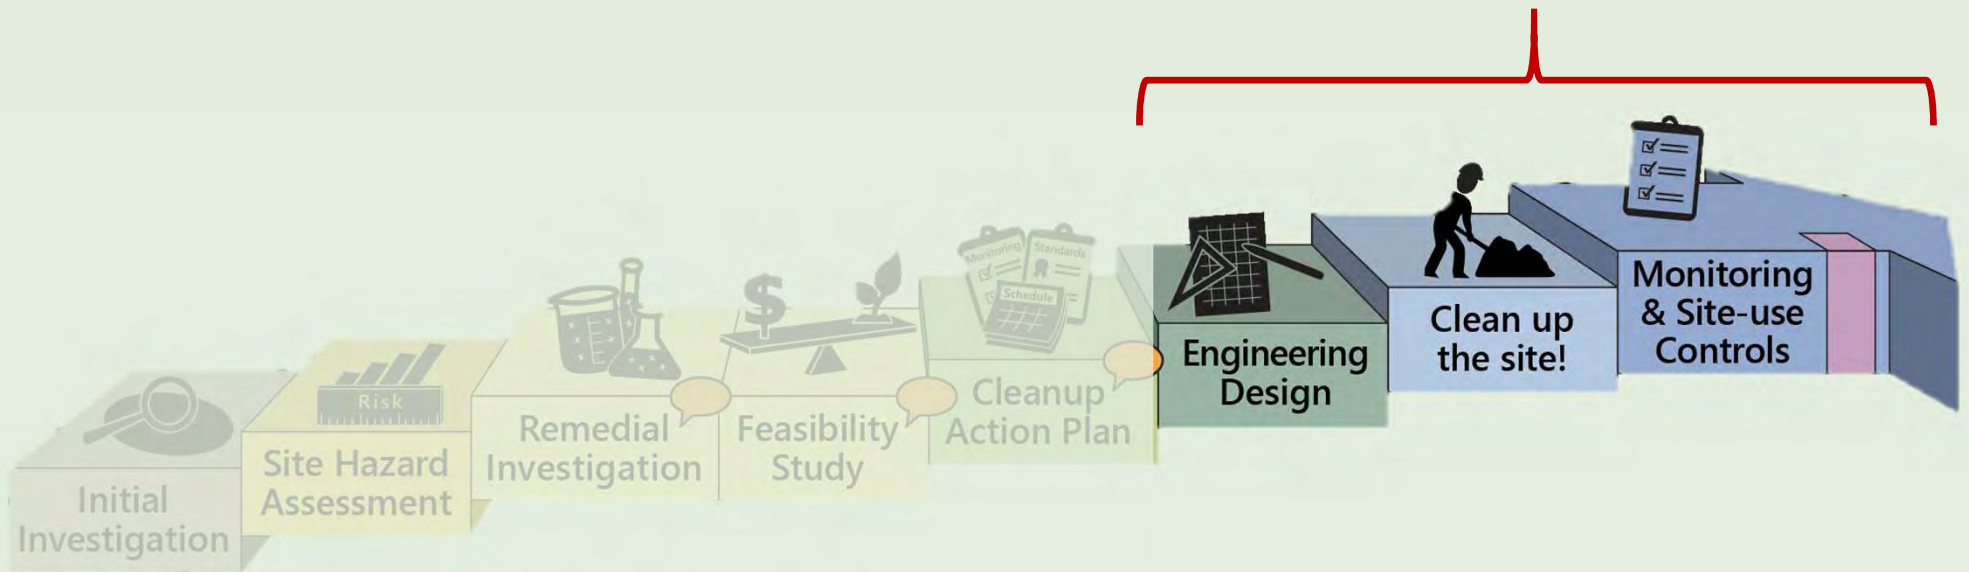 Initial
Investigation
Risk
Site Hazard
Assessment
Remedial
Investigation
$
Feasibility
Study
Monitoring
Standards
Schedule
Cleanup
Action Plan
Engineering
Design
Clean up
the site!
Monitoring
& Site-use
Controls